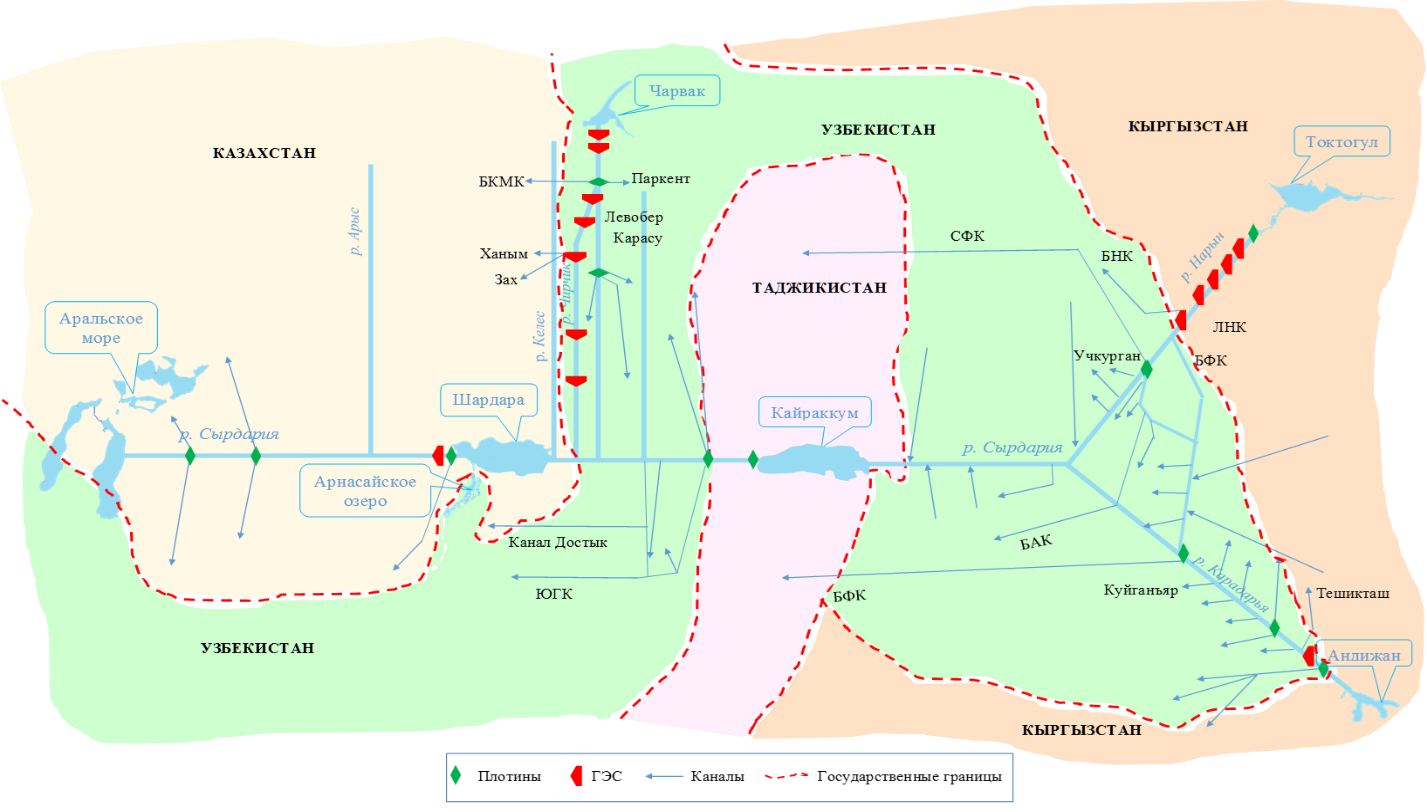 Чарвак
УЗБЕКИСТАН
КЫРГЫЗСТАН
Токтогул
КАЗАХСТАН
БКМК
Паркент
р. Арыс
Левобер
Карасу
СФК
БНК
р. Нарын
Ханым
Зах
р. Чирчик
ТАДЖИКИСТАН
Аральское
море
р. Келес
ЛНК
Учкурган
БФК
Шардара
Кайраккум
р. Сырдария
р. Сырдария
Арнасайское
озеро
Канал Достык
БАК
р. Карадарья
ЮГК
БФК
Куйганъяр
Тешикташ
УЗБЕКИСТАН
Андижан
КЫРГЫЗСТАН
Плотины
ГЭС
Каналы
Государственные границы